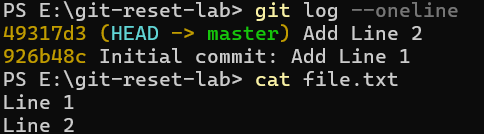 PS E:\git-reset-lab> git log --oneline
49317d3 (HEAD -> master) Add Line 2
926b48c Initial commit: Add Line 1
PS E:\git-reset-lab> cat file.txt
Line 1
Line 2